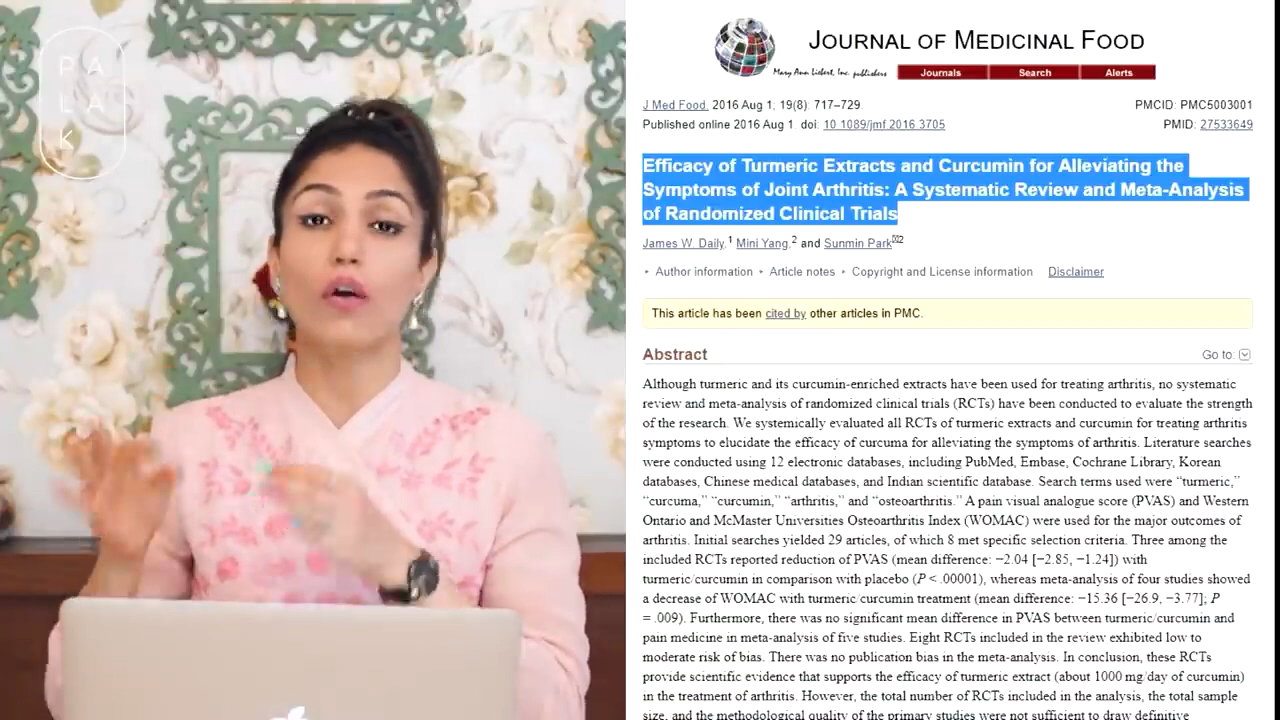 PA
LA
K
JOURNAL OF MEDICINAL FOOD
Mary Ann Liebert, Inc. publishers
Journals Search Alerts
J Med Food. 2016 Aug 1; 19(8): 717–729. PMCID: PMC5003001
Published online 2016 Aug 1. doi: 10.1089/jmf.2016.3705 PMID: 27533649
Efficacy of Turmeric Extracts and Curcumin for Alleviating the
Symptoms of Joint Arthritis: A Systematic Review and Meta-Analysis
of Randomized Clinical Trials
James W. Daily,1 Mini Yang,2 and Sunmin Park2
Author information Article notes Copyright and License information Disclaimer
This article has been cited by other articles in PMC.
Abstract Go to:
Although turmeric and its curcumin-enriched extracts have been used for treating arthritis, no systematic
review and meta-analysis of randomized clinical trials (RCTs) have been conducted to evaluate the strength
of the research. We systemically evaluated all RCTs of turmeric extracts and curcumin for treating arthritis
symptoms to elucidate the efficacy of curcuma for alleviating the symptoms of arthritis. Literature searches
were conducted using 12 electronic databases, including PubMed, Embase, Cochrane Library, Korean
databases, Chinese medical databases, and Indian scientific database. Search terms used were “turmeric,”
“curcuma,” “curcumin,” “arthritis,” and “osteoarthritis.” A pain visual analogue score (PVAS) and Western
Ontario and McMaster Universities Osteoarthritis Index (WOMAC) were used for the major outcomes of
arthritis. Initial searches yielded 29 articles, of which 8 met specific selection criteria. Three among the
included RCTs reported reduction of PVAS (mean difference: −2.04 [−2.85, −1.24]) with
turmeric/curcumin in comparison with placebo (P < .00001), whereas meta-analysis of four studies showed
a decrease of WOMAC with turmeric/curcumin treatment (mean difference: −15.36 [−26.9, −3.77]; P
= .009). Furthermore, there was no significant mean difference in PVAS between turmeric/curcumin and
pain medicine in meta-analysis of five studies. Eight RCTs included in the review exhibited low to
moderate risk of bias. There was no publication bias in the meta-analysis. In conclusion, these RCTs
provide scientific evidence that supports the efficacy of turmeric extract (about 1000 mg/day of curcumin)
in the treatment of arthritis. However, the total number of RCTs included in the analysis, the total sample
size, and the methodological quality of the primary studies were not sufficient to draw definitive